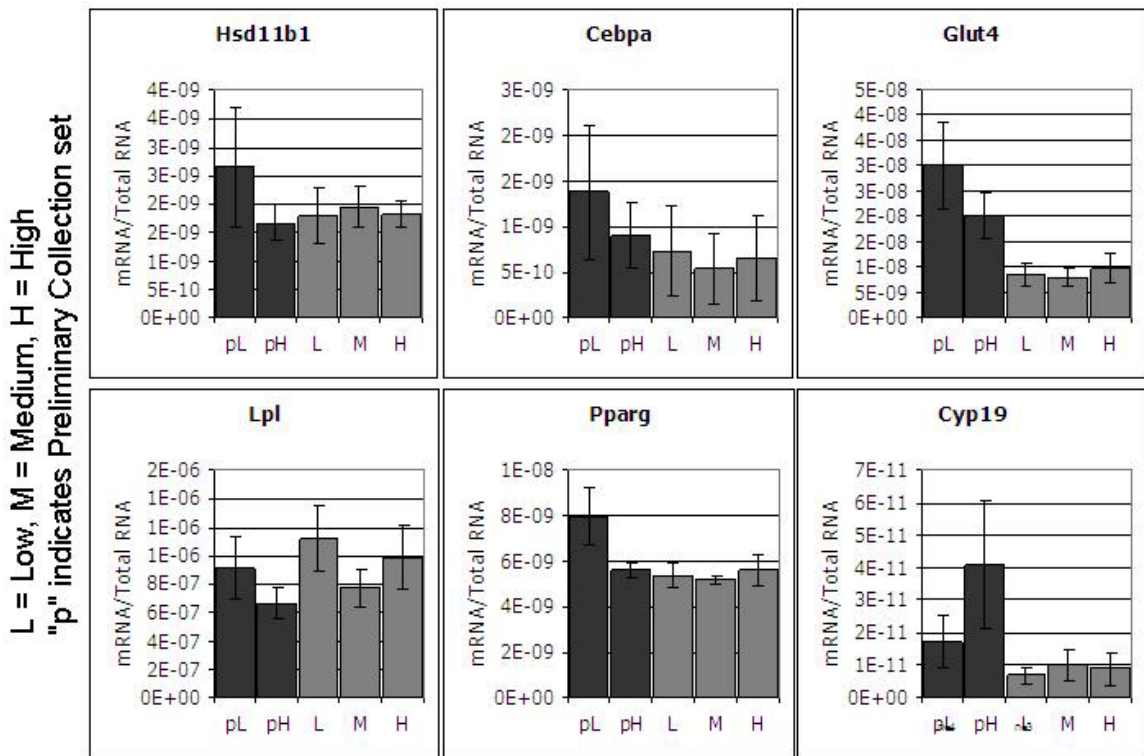 L = Low, M = Medium, H = High
"p" indicates Preliminary Collection set
Hsd11b1
mRNA/Total RNA
4E-09
4E-09
3E-09
3E-09
2E-09
2E-09
1E-09
5E-10
0E+00
pL pH L M H
Cebpa
mRNA/Total RNA
3E-09
2E-09
2E-09
1E-09
5E-10
0E+00
pL pH L M H
Glut4
mRNA/Total RNA
5E-08
4E-08
4E-08
3E-08
3E-08
2E-08
2E-08
1E-08
5E-09
0E+00
pL pH L M H
Lpl
mRNA/Total RNA
2E-06
1E-06
1E-06
1E-06
8E-07
6E-07
4E-07
2E-07
0E+00
pL pH L M H
Pparg
mRNA/Total RNA
1E-08
8E-09
6E-09
4E-09
2E-09
0E+00
pL pH L M H
Cyp19
mRNA/Total RNA
7E-11
6E-11
5E-11
4E-11
3E-11
2E-11
1E-11
0E+00
pL pH L M H